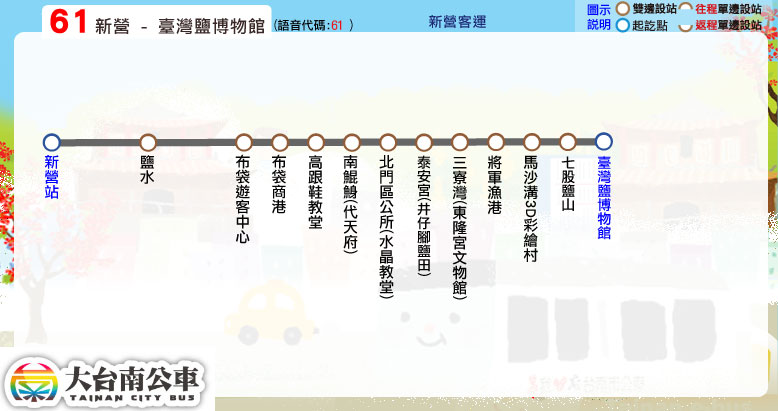 61 新營 - 臺灣鹽博物館 (語音代碼:61 )
新營客運
圖示說明
雙邊設站
往程單邊設站
起訖點
返程單邊設站
新營站
鹽水
布袋遊客中心
布袋商港
高跟鞋教堂
南鯤鯓(代天府)
北門區公所(水晶教堂)
泰安宮(井仔腳鹽田)
三寮灣(東隆宮文物館)
將軍漁港
馬沙溝3D彩繪村
七股鹽山
臺灣鹽博物館
大台南公車
TAINAN CITY BUS